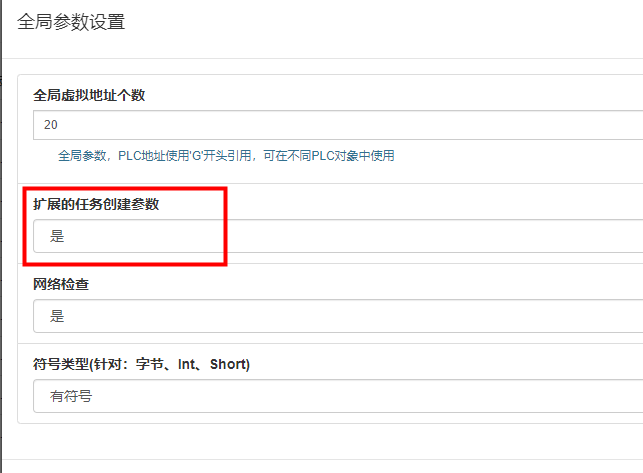 全局参数设置
全局虚拟地址个数
20
全局参数，PLC地址使用'G'开头引用，可在不同PLC对象中使用
扩展的任务创建参数
是
网络检查
是
符号类型(针对：字节、Int、Short)
有符号